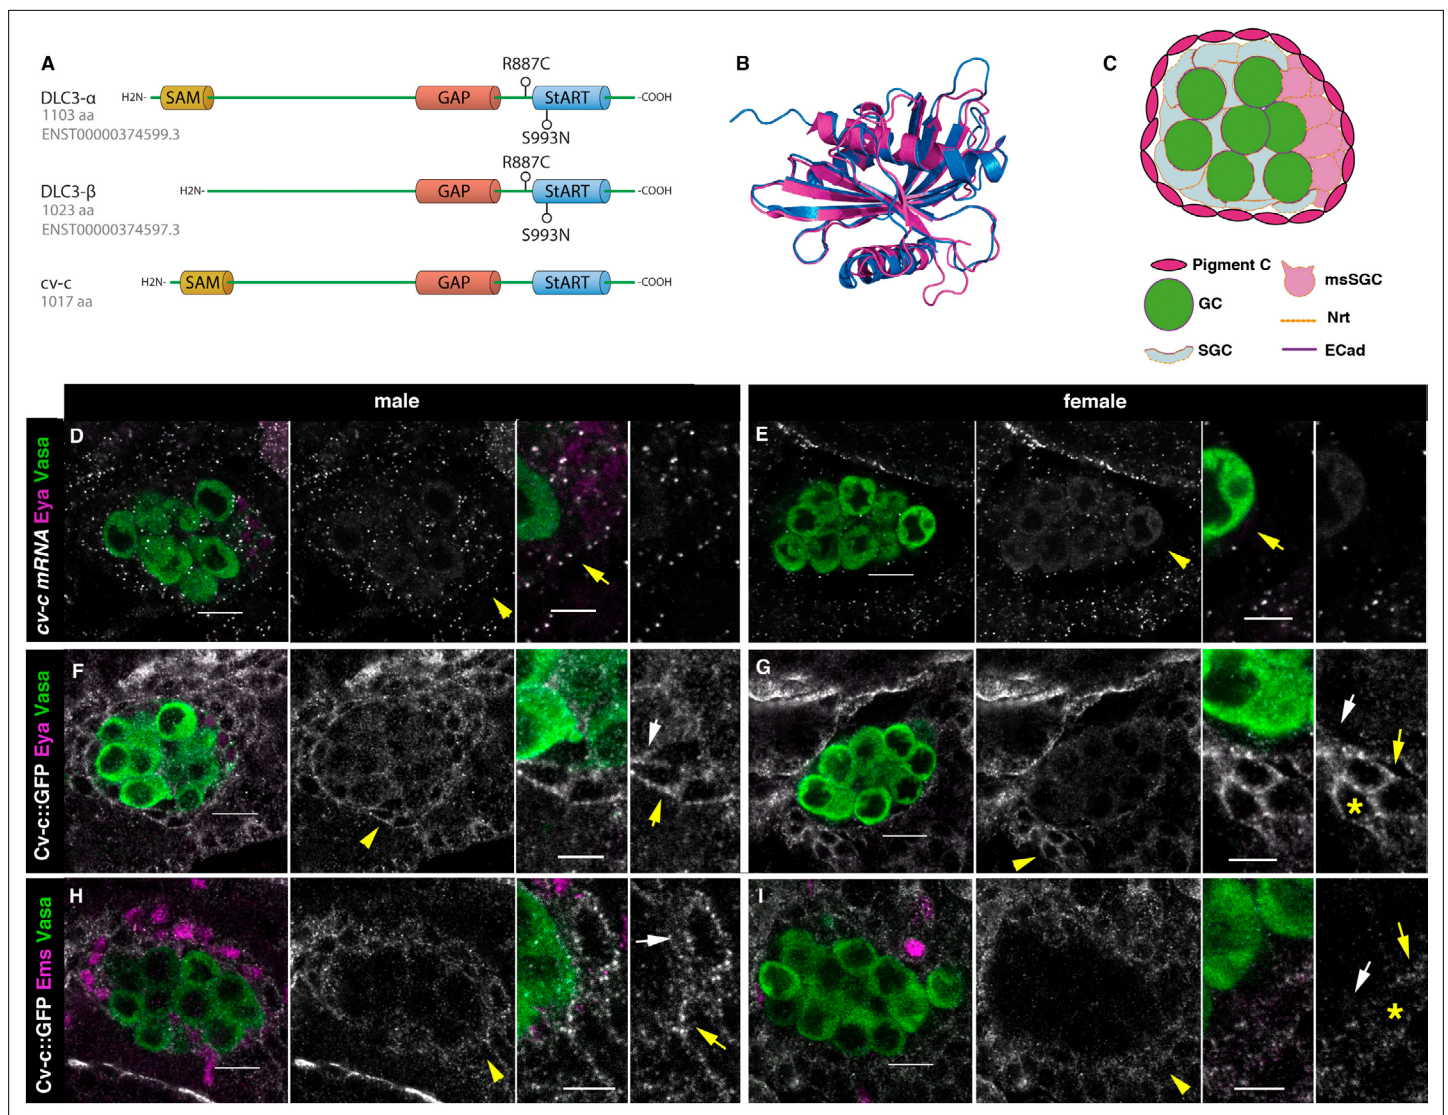 A
R887C
DLC3-α
H2N-
SAM
GAP
StART
-COOH
1103 aa
ENST00000374599.3
S993N
R887C
DLC3-β
H2N-
GAP
StART
-COOH
1023 aa
ENST00000374597.3
S993N
cv-c
H2N-
SAM
GAP
StART
-COOH
1017 aa
B
C
Pigment C
msSGC
GC
Nrt
SGC
ECad
male
female
cv-c mRNA Eya Vasa
D
E
*
Cv-c::GFP Eya Vasa
F
G
*
Cv-c::GFP Ems Vasa
H
I